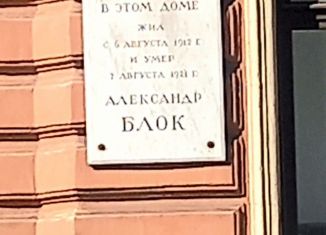 В ЭТОМ ДОМЕ
ЖИЛ
С 6 АВГУСТА 1912 Г.
И УМЕР
7 АВГУСТА 1921 Г.
АЛЕКСАНДР
БЛОК